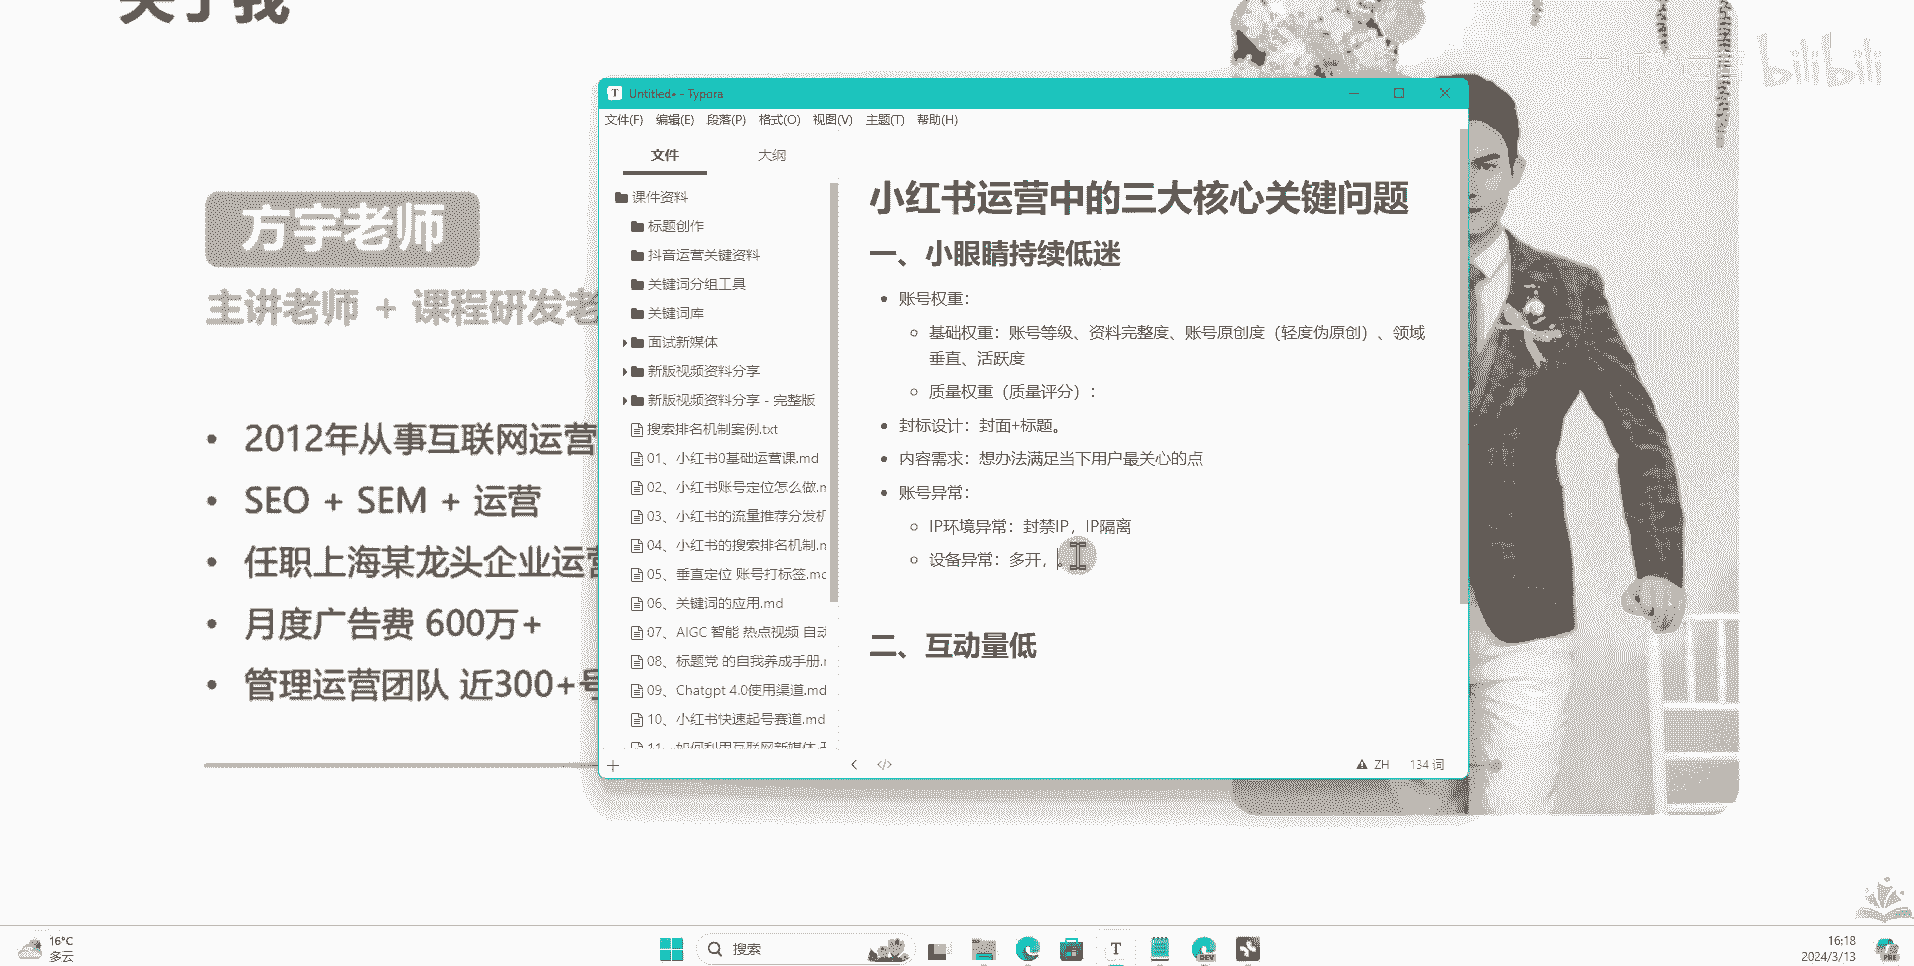 关于我
bilibili
方宇老师
主讲老师 + 课程研发老
2012年从事互联网运营
SEO + SEM + 运营
任职上海某龙头企业运营
月度广告费 600万+
管理运营团队 近300+号
Untitled• - Typora
文件(F) 编辑(E) 段落(P) 格式(O) 视图(V) 主题(T) 帮助(H)
文件 大纲
课件资料
标题创作
抖音运营关键资料
关键词分组工具
关键词库
面试新媒体
新版视频资料分享
新版视频资料分享 - 完整版
搜索排名机制案例.txt
01、小红书0基础运营课.md
02、小红书账号定位怎么做.m
03、小红书的流量推荐分发机
04、小红书的搜索排名机制.m
05、垂直定位 账号打标签.md
06、关键词的应用.md
07、AIGC 智能 热点视频 自动
08、标题党 的自我养成手册.m
09、Chatgpt 4.0使用渠道.md
10、小红书快速起号赛道.md
11、如何利用互联网新媒体
小红书运营中的三大核心关键问题
一、小眼睛持续低迷
账号权重：
基础权重：账号等级、资料完整度、账号原创度（轻度伪原创）、领域
垂直、活跃度
质量权重（质量评分）：
封标设计：封面+标题。
内容需求：想办法满足当下用户最关心的点
账号异常：
IP环境异常：封禁IP，IP隔离
设备异常：多开，
二、互动量低
ZH 134 词
16°C
多云
搜索
DEV
16:18
2024/3/13
PRE